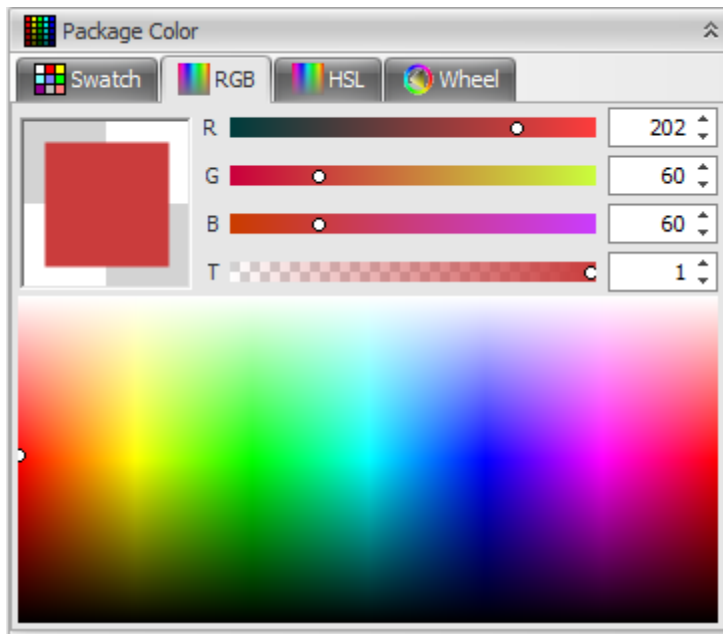 Package Color
Swatch RGB HSL Wheel
R 202
G 60
B 60
T 1